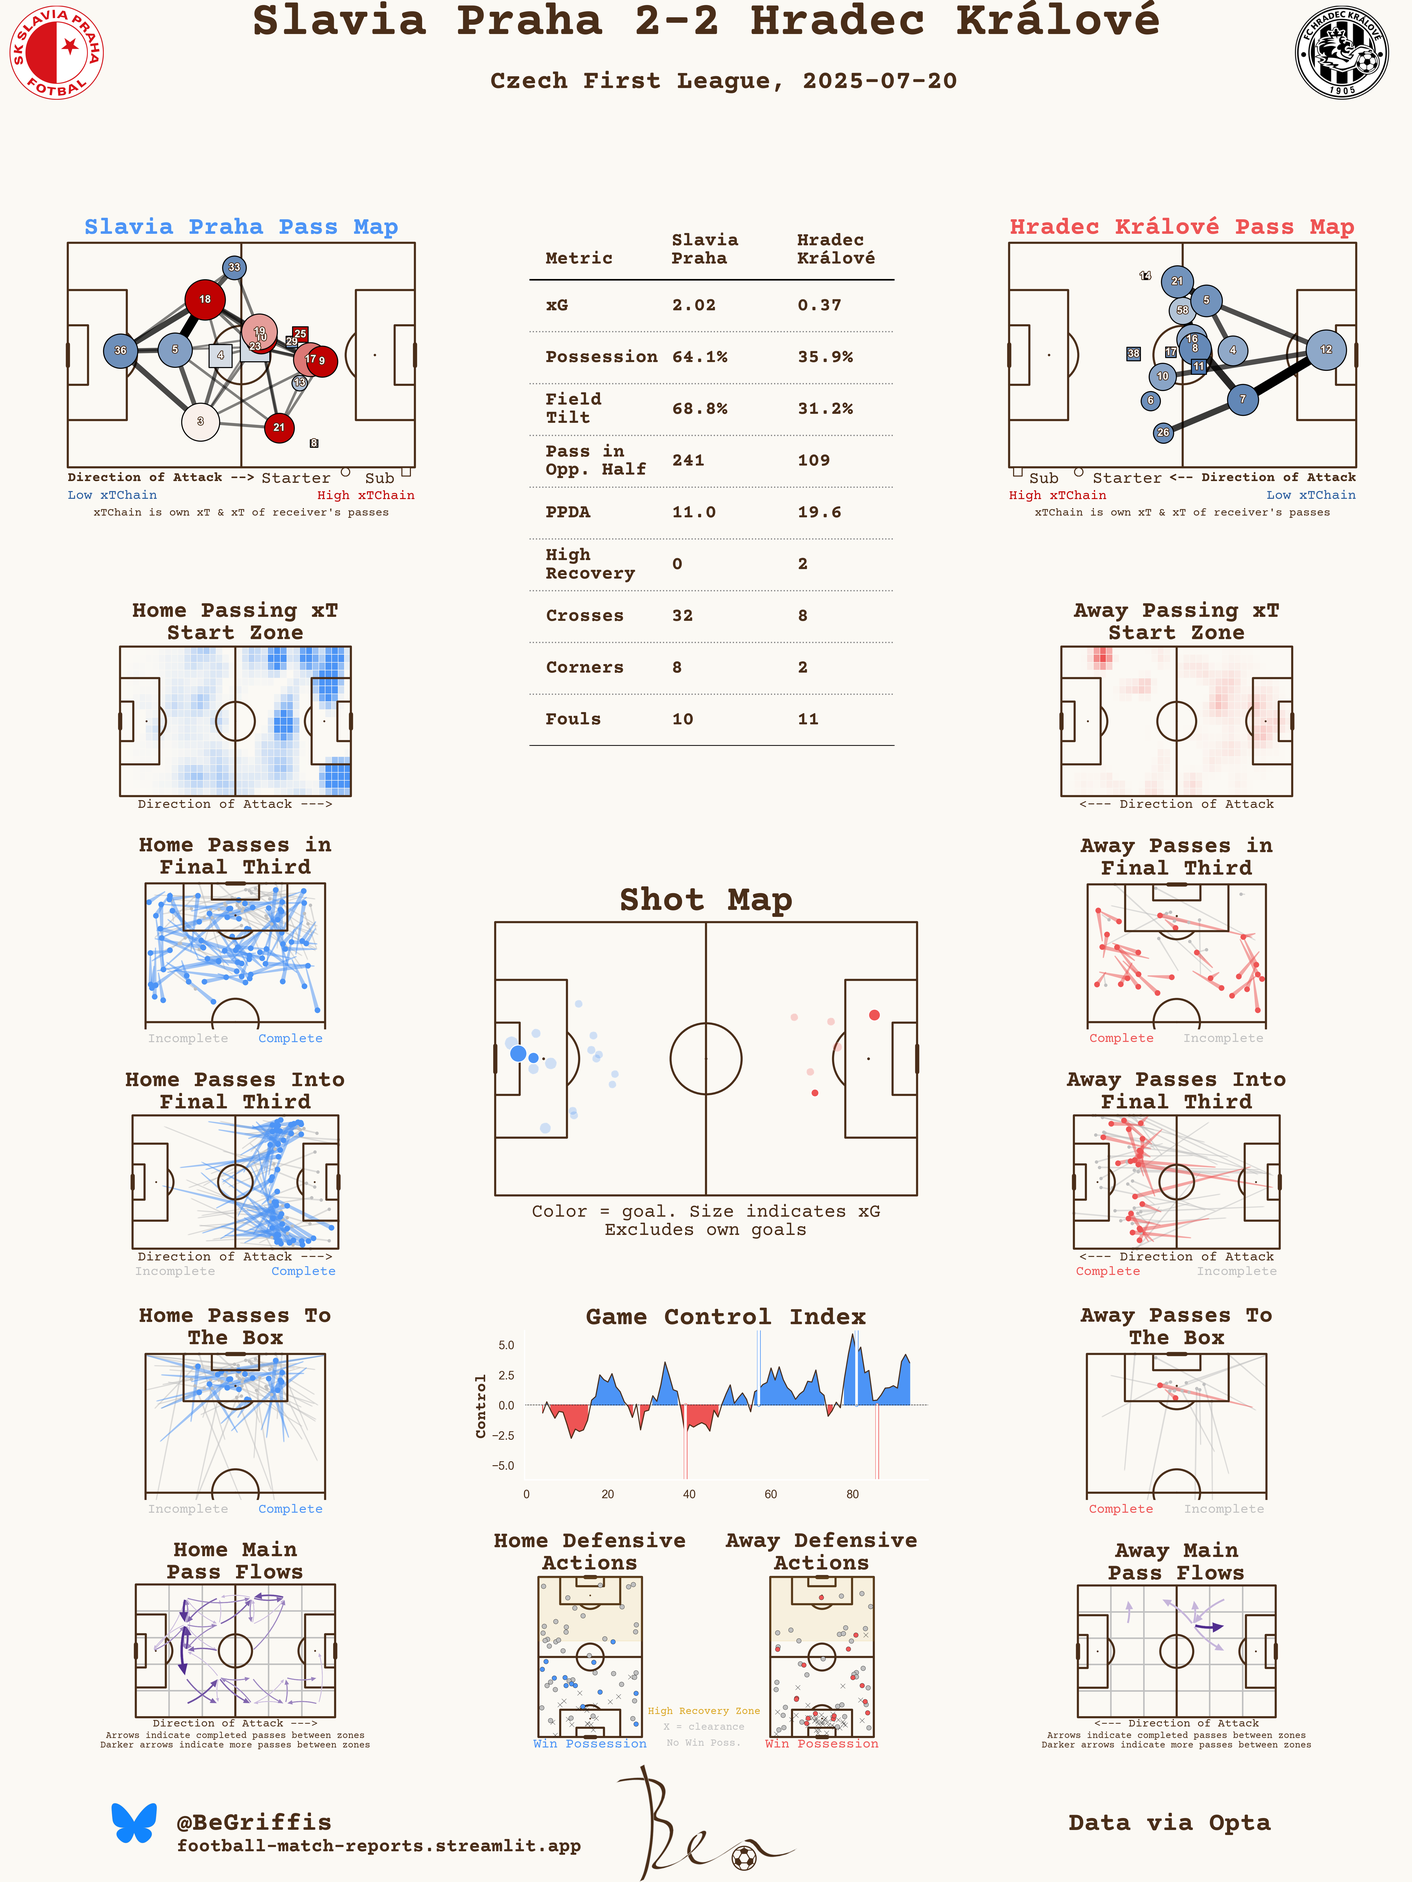 Slavia Praha 2-2 Hradec Králové
Czech First League, 2025-07-20
SK SLAVIA PRAHA
FOTBAL
FC HRADEC KRÁLOVÉ
1905
Slavia Praha Pass Map
33
18
19
10
25
36
5
4
23
29
17
9
13
3
21
8
Direction of Attack --> Starter Sub
Low xTChain High xTChain
xTChain is own xT & xT of receiver's passes
Metric Slavia Praha Hradec Králové
xG 2.02 0.37
Possession 64.1% 35.9%
Field Tilt 68.8% 31.2%
Pass in Opp. Half 241 109
PPDA 11.0 19.6
High Recovery 0 2
Crosses 32 8
Corners 8 2
Fouls 10 11
Hradec Králové Pass Map
14
21
5
58
16
38
17
8
4
12
11
10
6
7
26
Sub Starter <-- Direction of Attack
High xTChain Low xTChain
xTChain is own xT & xT of receiver's passes
Home Passing xT
Start Zone
Direction of Attack --->
Away Passing xT
Start Zone
<--- Direction of Attack
Home Passes in
Final Third
Incomplete Complete
Away Passes in
Final Third
Complete Incomplete
Shot Map
Color = goal. Size indicates xG
Excludes own goals
Home Passes Into
Final Third
Direction of Attack --->
Incomplete Complete
Away Passes Into
Final Third
<--- Direction of Attack
Complete Incomplete
Home Passes To
The Box
Incomplete Complete
Game Control Index
Control
5.0
2.5
0.0
−2.5
−5.0
0 20 40 60 80
Away Passes To
The Box
Complete Incomplete
Home Main
Pass Flows
Direction of Attack --->
Arrows indicate completed passes between zones
Darker arrows indicate more passes between zones
Home Defensive
Actions
Win Possession
High Recovery Zone
X = clearance
No Win Poss.
Away Defensive
Actions
Win Possession
Away Main
Pass Flows
<--- Direction of Attack
Arrows indicate completed passes between zones
Darker arrows indicate more passes between zones
@BeGriffis
football-match-reports.streamlit.app
Ben
Data via Opta